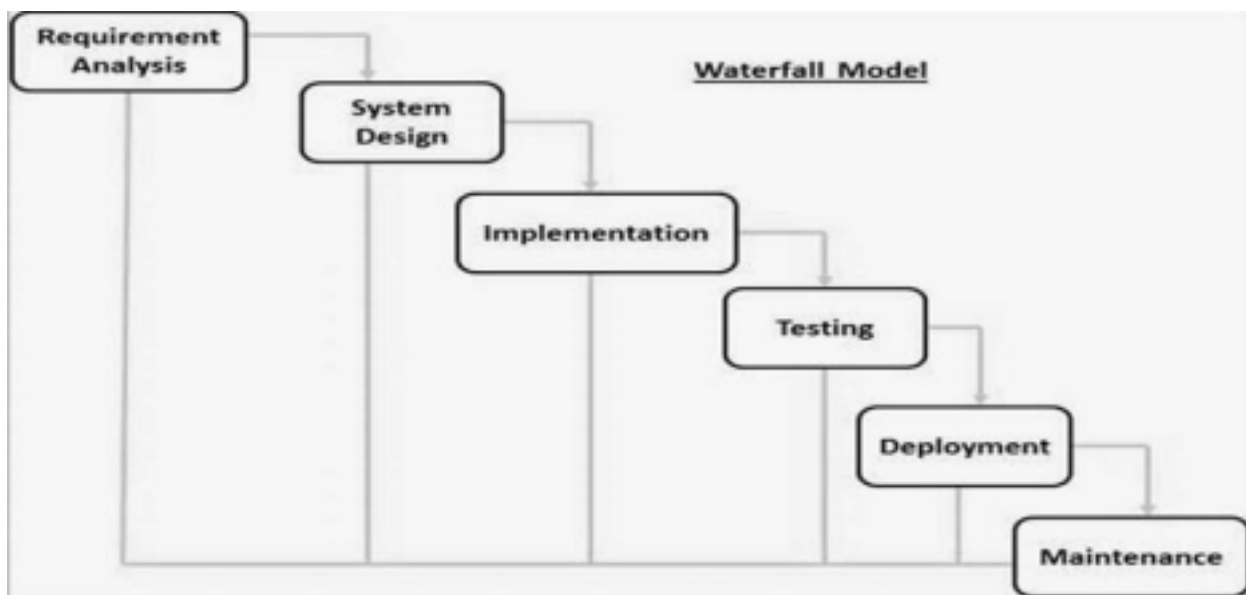 Requirement
Analysis
Waterfall Model
System
Design
Implementation
Testing
Deployment
Maintenance